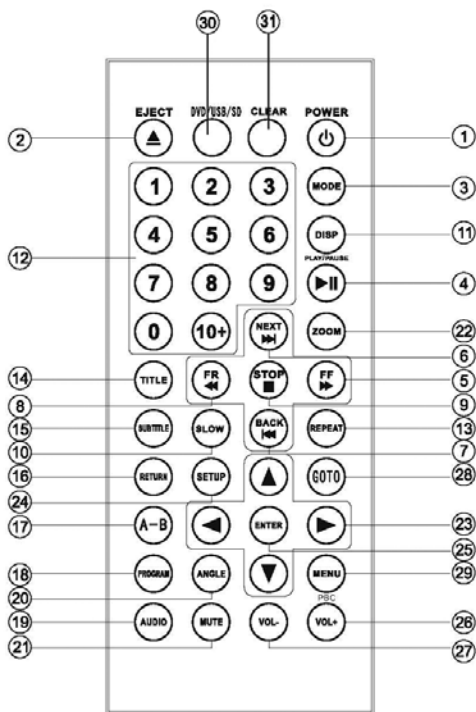 30 31
EJECT DVD/USB/SD CLEAR POWER
2 1
1 2 3 MODE 3
4 5 6 DISP 11
12 PLAY/PAUSE
7 8 9 4
0 10+ NEXT ZOOM 22
6
14 TITLE FR STOP FF 5
8 9
15 SUBTITLE SLOW BACK REPEAT 13
10 7
16 RETURN SETUP GOTO 28
24
17 A-B ENTER 23
25
18 PROGRAM ANGLE MENU 29
20 PBC
19 AUDIO MUTE VOL- VOL+ 26
21 27